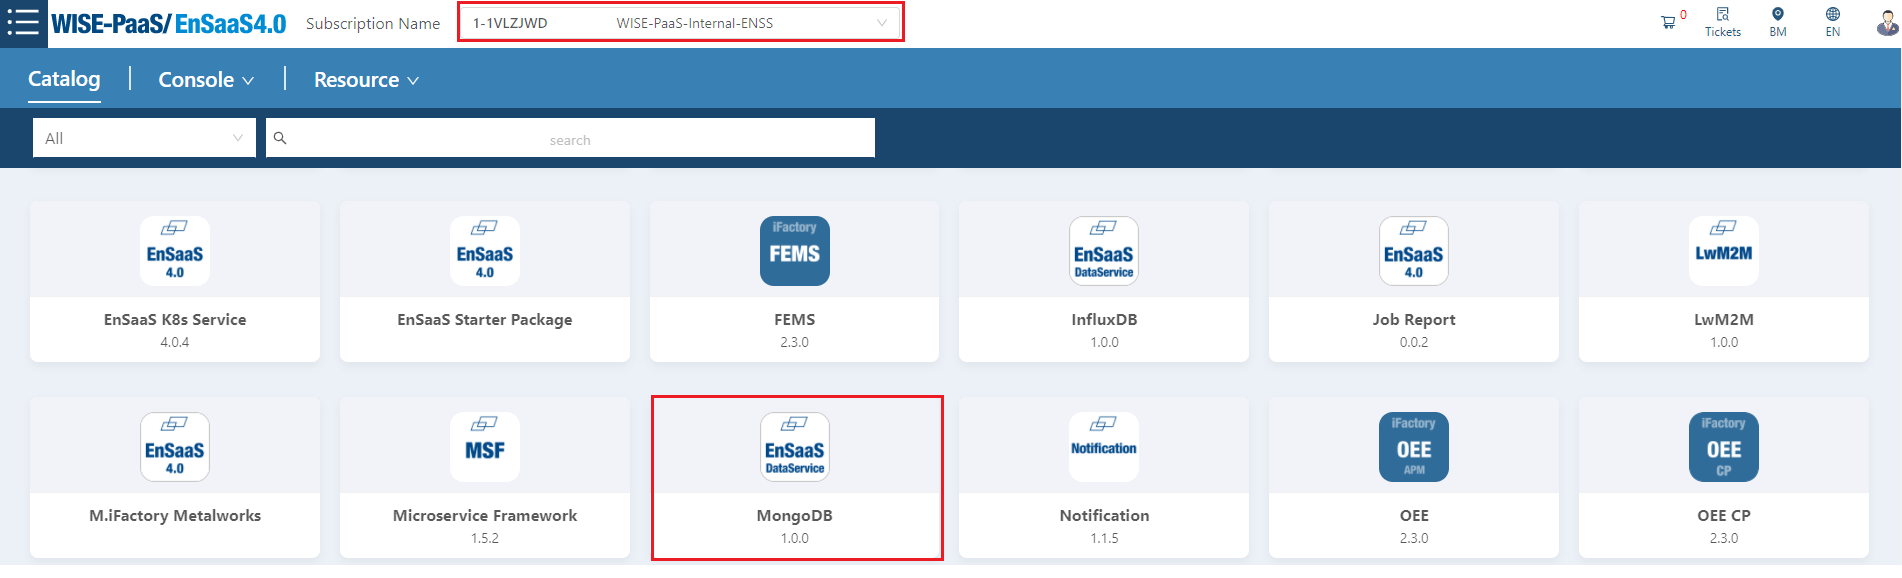 WISE-PaaS/ EnSaaS4.0 Subscription Name 1-1VLZJWD WISE-PaaS-Internal-ENSS 0 Tickets BM EN
Catalog Console Resource
All search
EnSaaS 4.0
EnSaaS K8s Service
4.0.4
EnSaaS 4.0
EnSaaS Starter Package
iFactory
FEMS
FEMS
2.3.0
EnSaaS
DataService
InfluxDB
1.0.0
EnSaaS
4.0
Job Report
0.0.2
LwM2M
LwM2M
1.0.0
EnSaaS
4.0
M.iFactory Metalworks
MSF
Microservice Framework
1.5.2
EnSaaS
DataService
MongoDB
1.0.0
Notification
Notification
1.1.5
iFactory
OEE
APM
OEE
2.3.0
iFactory
OEE
CP
OEE CP
2.3.0